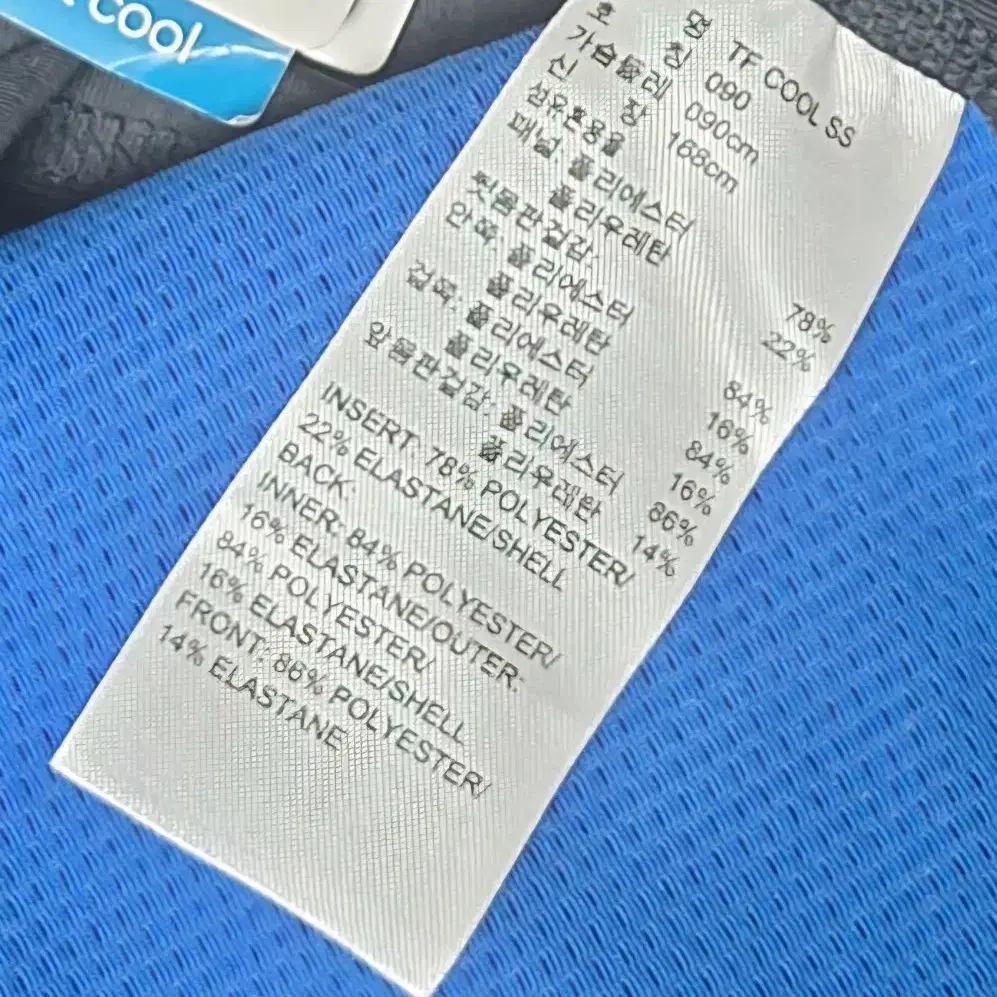 cool
명 TF COOL SS
호 칭 090
가슴둘레 090cm
신 장 168cm
섬유혼용율
패널: 폴리에스터 78%
폴리우레탄 22%
뒷몸판겉감:
안쪽: 폴리에스터 84%
폴리우레탄 16%
겉쪽: 폴리에스터 84%
폴리우레탄 16%
앞몸판겉감: 폴리에스터 86%
폴리우레탄 14%
INSERT: 78% POLYESTER/
22% ELASTANE/SHELL
BACK:
INNER: 84% POLYESTER/
16% ELASTANE/OUTER:
84% POLYESTER/
16% ELASTANE/SHELL
FRONT: 86% POLYESTER/
14% ELASTANE